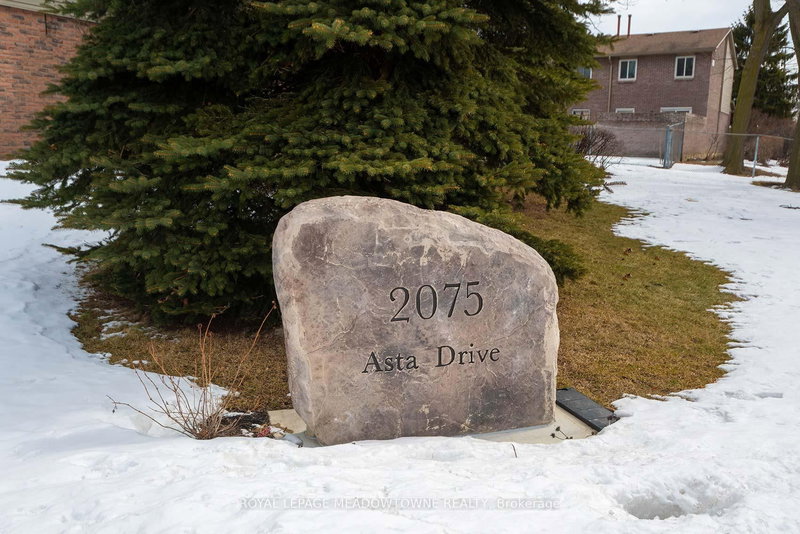 2075
Asta Drive
ROYAL LEPAGE MEADOWTOWNE REALTY, Brokerage